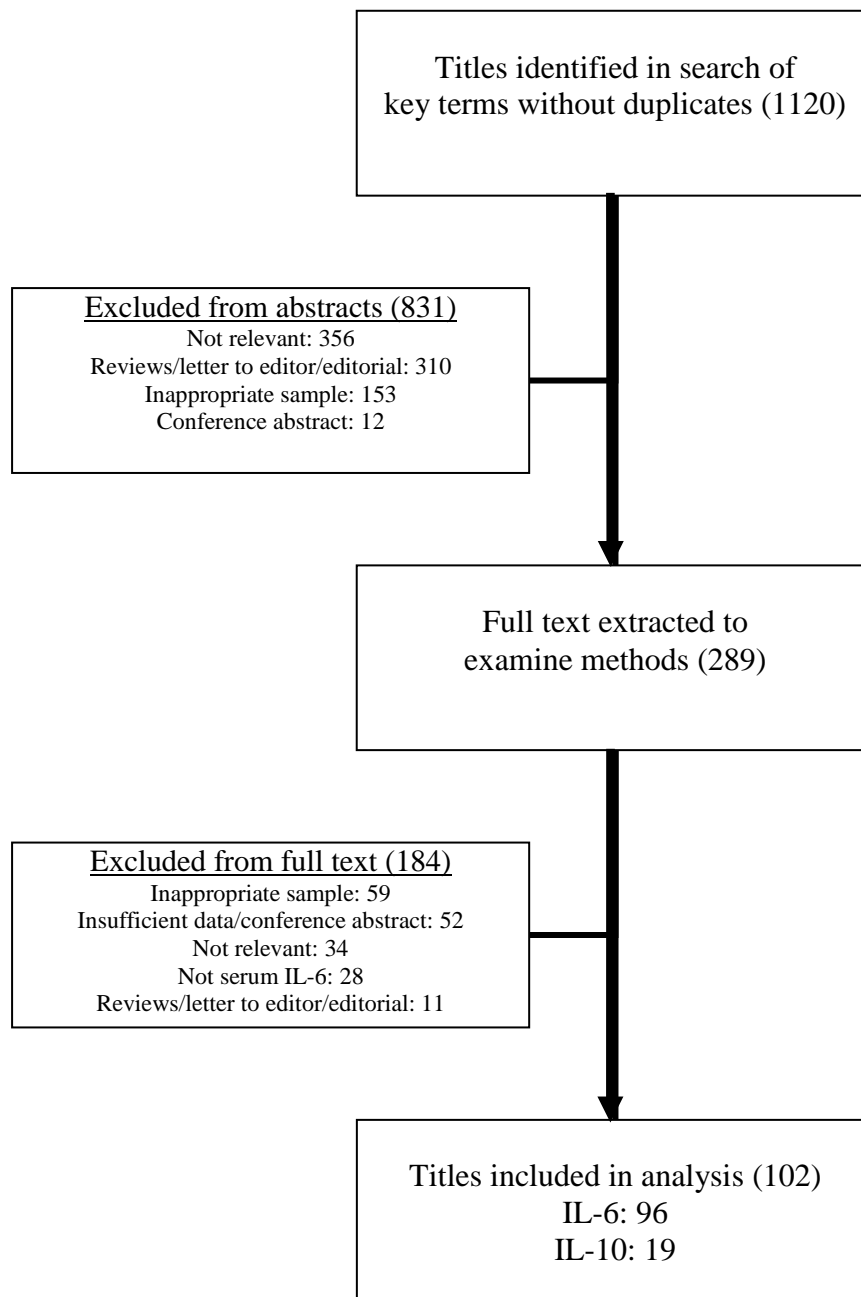 Titles identified in search of
key terms without duplicates (1120)
Excluded from abstracts (831)
Not relevant: 356
Reviews/letter to editor/editorial: 310
Inappropriate sample: 153
Conference abstract: 12
Full text extracted to
examine methods (289)
Excluded from full text (184)
Inappropriate sample: 59
Insufficient data/conference abstract: 52
Not relevant: 34
Not serum IL-6: 28
Reviews/letter to editor/editorial: 11
Titles included in analysis (102)
IL-6: 96
IL-10: 19